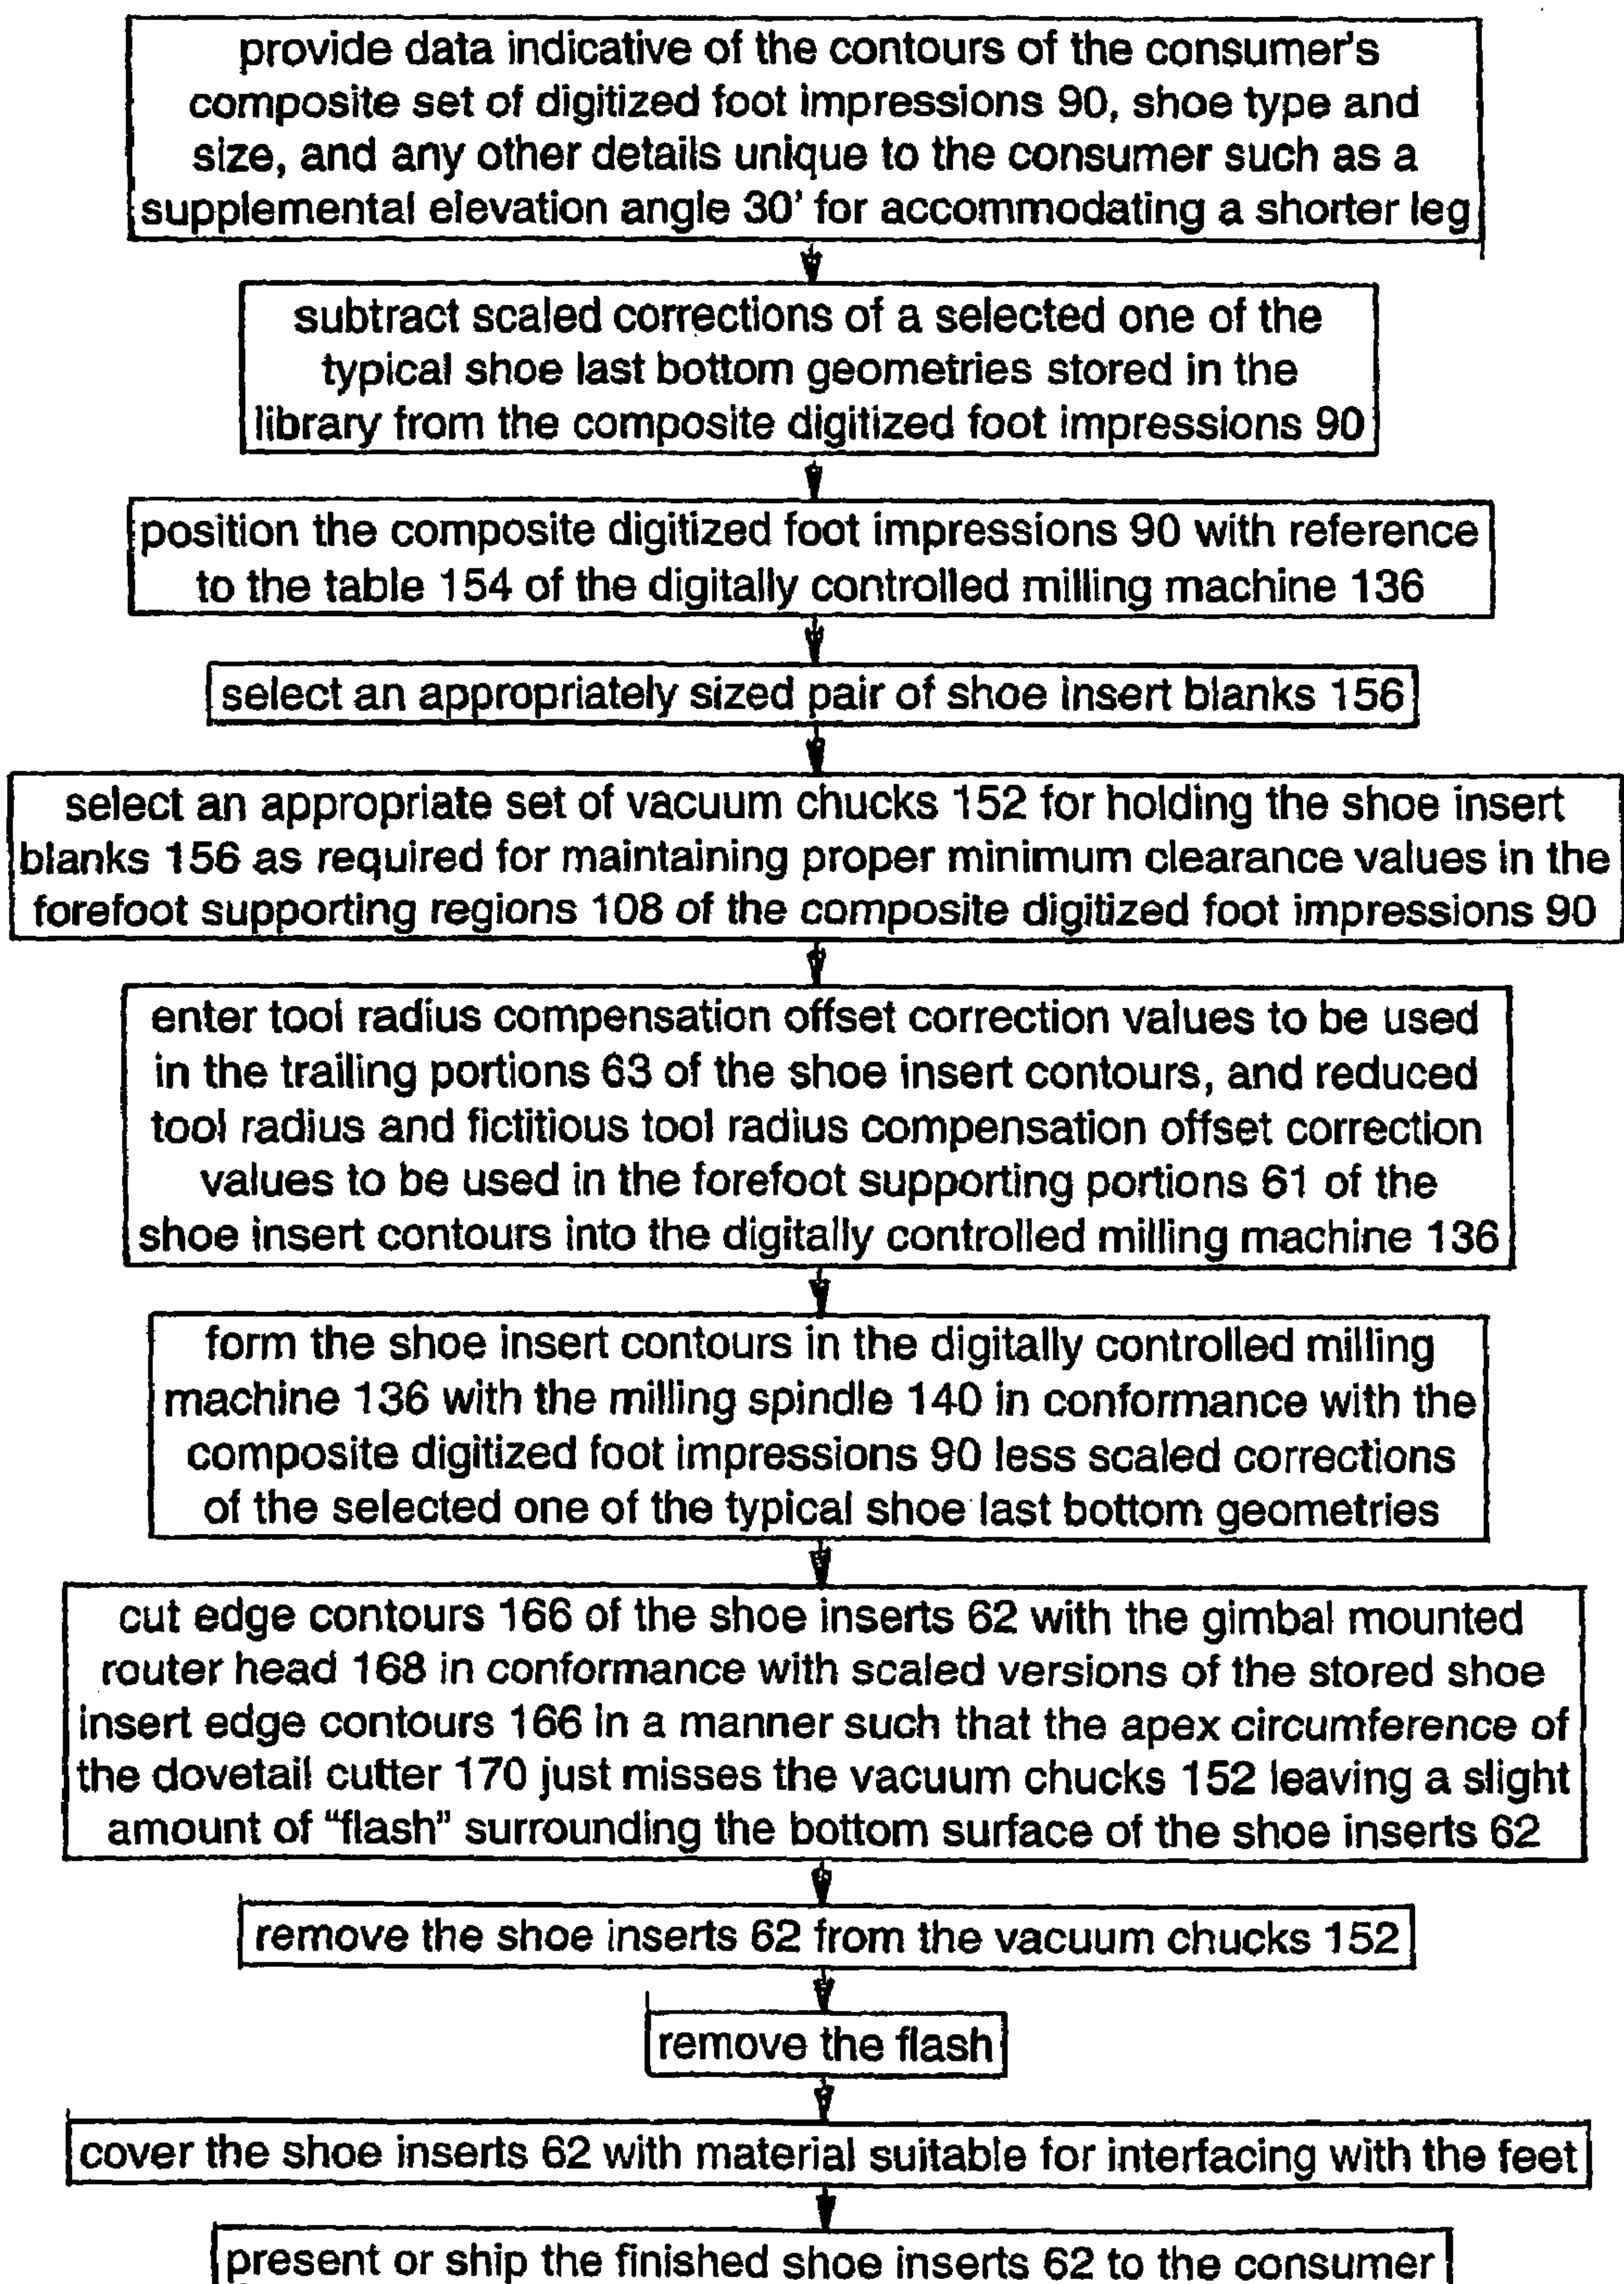 provide data indicative of the contours of the consumer's
composite set of digitized foot impressions 90, shoe type and
size, and any other details unique to the consumer such as a
supplemental elevation angle 30' for accommodating a shorter leg
subtract scaled corrections of a selected one of the
typical shoe last bottom geometries stored in the
library from the composite digitized foot impressions 90
position the composite digitized foot impressions 90 with reference
to the table 154 of the digitally controlled milling machine 136
select an appropriately sized pair of shoe insert blanks 156
select an appropriate set of vacuum chucks 152 for holding the shoe insert
blanks 156 as required for maintaining proper minimum clearance values in the
forefoot supporting regions 108 of the composite digitized foot impressions 90
enter tool radius compensation offset correction values to be used
in the trailing portions 63 of the shoe insert contours, and reduced
tool radius and fictitious tool radius compensation offset correction
values to be used in the forefoot supporting portions 61 of the
shoe insert contours into the digitally controlled milling machine 136
form the shoe insert contours in the digitally controlled milling
machine 136 with the milling spindle 140 in conformance with the
composite digitized foot impressions 90 less scaled corrections
of the selected one of the typical shoe last bottom geometries
cut edge contours 166 of the shoe inserts 62 with the gimbal mounted
router head 168 in conformance with scaled versions of the stored shoe
insert edge contours 166 in a manner such that the apex circumference of
the dovetail cutter 170 just misses the vacuum chucks 152 leaving a slight
amount of "flash" surrounding the bottom surface of the shoe inserts 62
remove the shoe inserts 62 from the vacuum chucks 152
remove the flash
cover the shoe inserts 62 with material suitable for interfacing with the feet
present or ship the finished shoe inserts 62 to the consumer